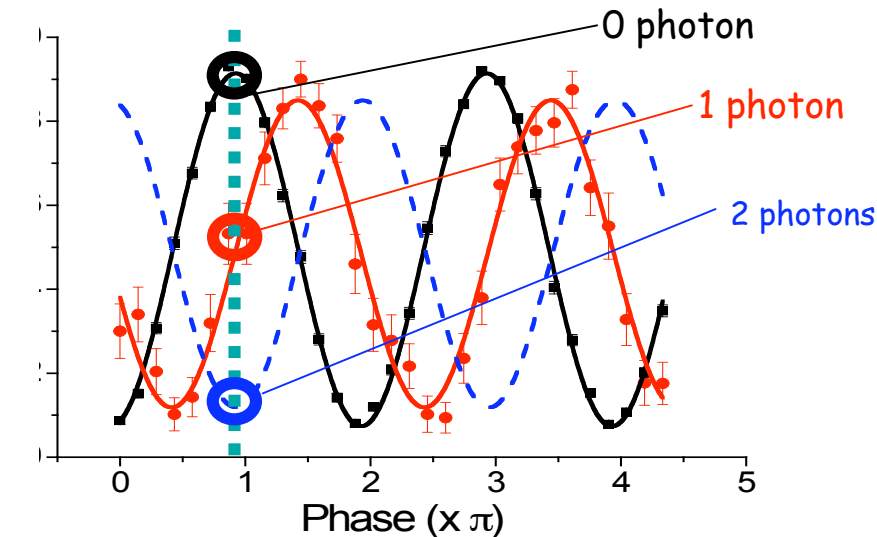 0 photon
1 photon
2 photons
0 1 2 3 4 5
Phase (x π)